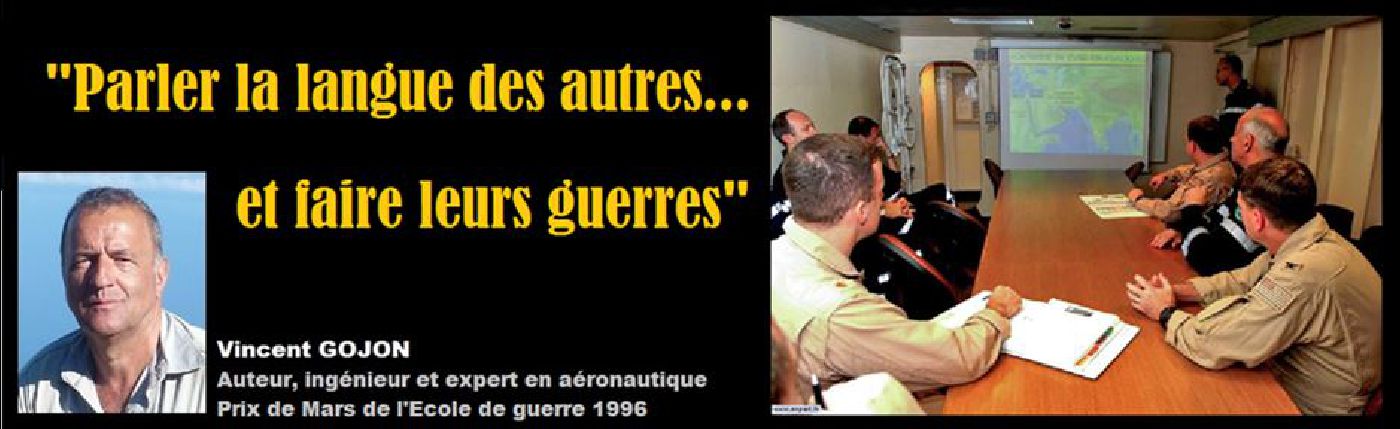 "Parler la langue des autres...
et faire leurs guerres"
Vincent GOJON
Auteur, ingénieur et expert en aéronautique
Prix de Mars de l'Ecole de guerre 1996